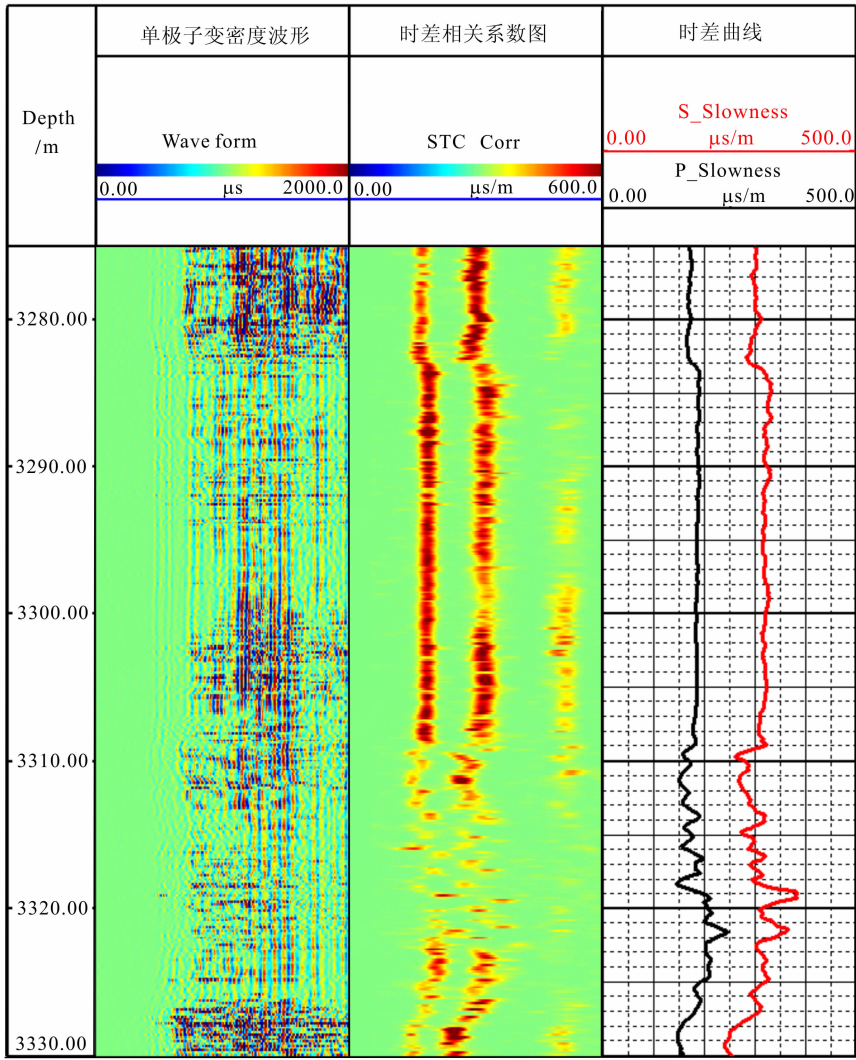 单极子变密度波形
时差相关系数图
时差曲线
Depth
/m
Wave form
0.00 μs 2000.0
STC Corr
0.00 μs/m 600.0
S_Slowness
0.00 μs/m 500.0
P_Slowness
0.00 μs/m 500.0
3280.00
3290.00
3300.00
3310.00
3320.00
3330.00